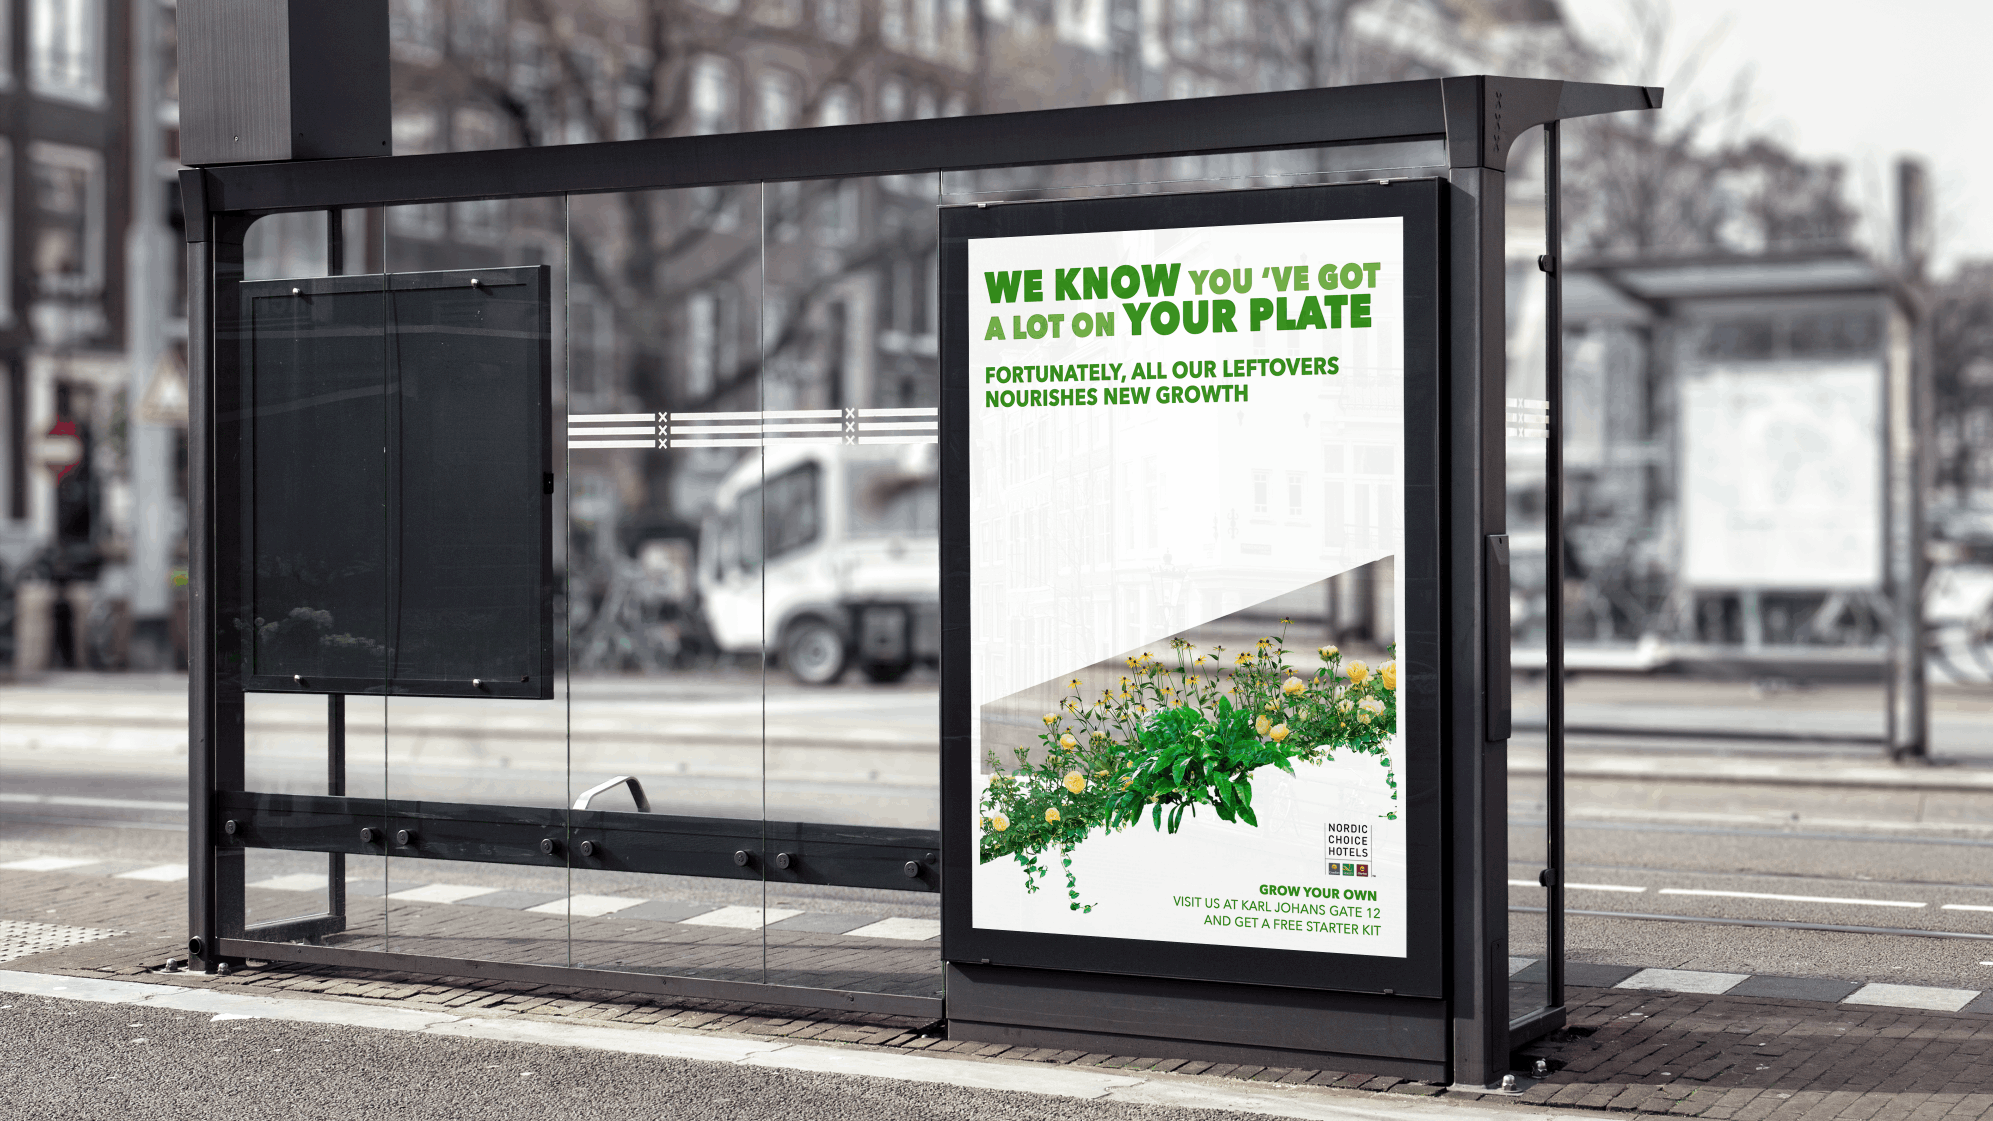 WE KNOW YOU ‘VE GOT
A LOT ON YOUR PLATE
FORTUNATELY, ALL OUR LEFTOVERS
NOURISHES NEW GROWTH
NORDIC
CHOICE
HOTELS
GROW YOUR OWN
VISIT US AT KARL JOHANS GATE 12
AND GET A FREE STARTER KIT